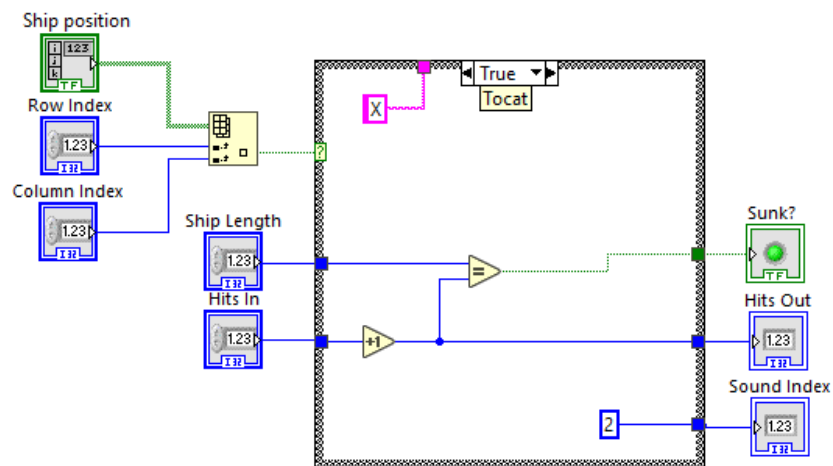 Ship position
i
j
k
123
TF
Row Index
1.23
I32
Column Index
1.23
I32
True
Tocat
X
?
Ship Length
1.23
I32
=
Sunk?
TF
Hits In
1.23
I32
+1
Hits Out
1.23
I32
Sound Index
2
1.23
I32